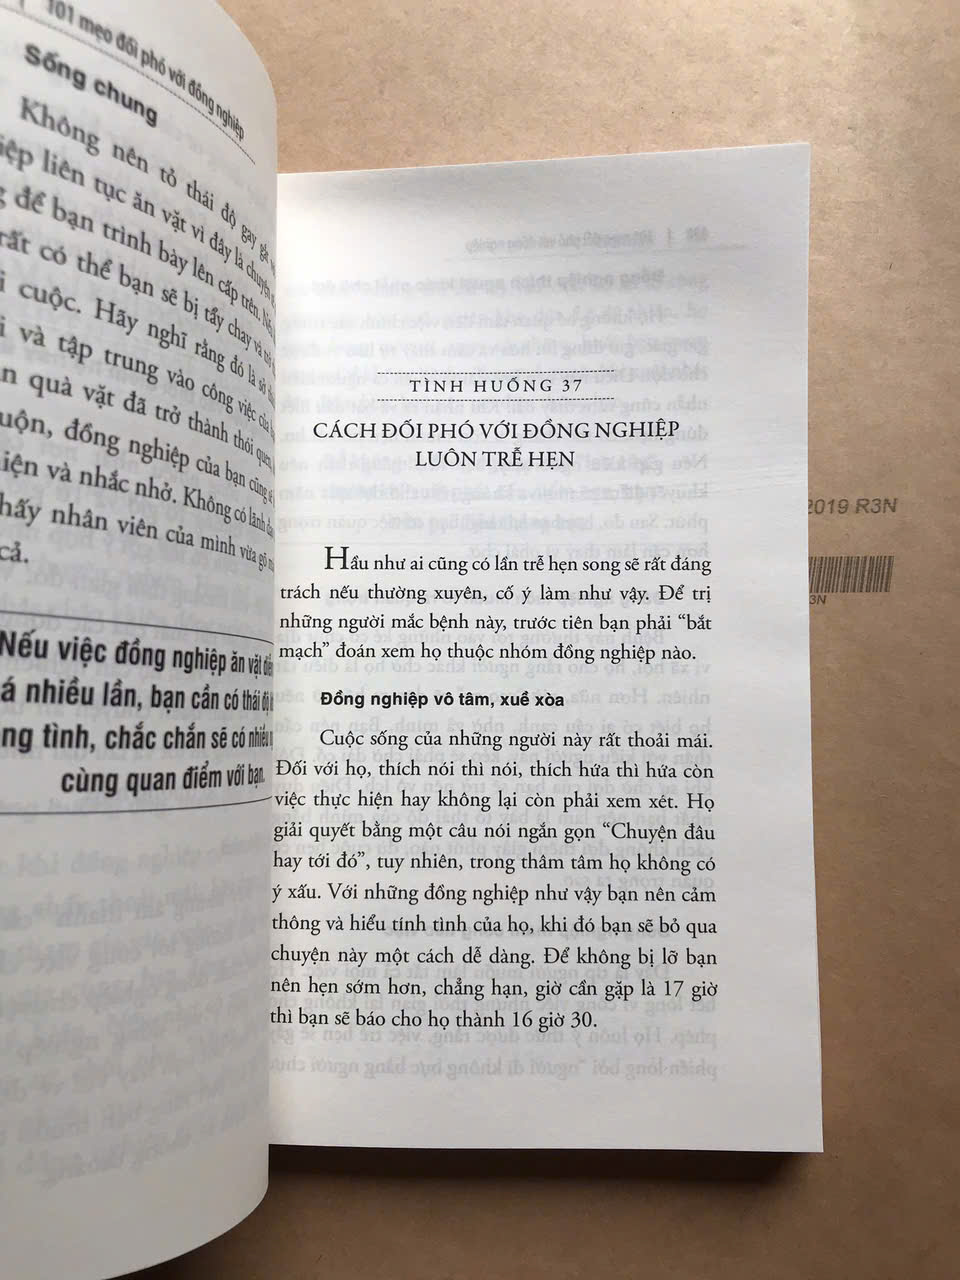 101 mẹo đối phó với đồng nghiệp
Sống chung
Không nên tỏ thái độ gay gắt
liên tục ăn vặt vì đây là chuyện
để bạn trình bày lên cấp trên.
rất có thể bạn sẽ bị tẩy chay và
cuộc. Hãy nghĩ rằng đó là sở
và tập trung vào công việc của
quà vặt đã trở thành thói quen,
đồng nghiệp của bạn cũng sẽ
và nhắc nhở. Không có lãnh đạo
thấy nhân viên của mình vừa gõ
cả.
Nếu việc đồng nghiệp ăn vặt diễn
nhiều lần, bạn cần có thái độ
tình, chắc chắn sẽ có nhiều
cùng quan điểm với bạn.
TÌNH HUỐNG 37
CÁCH ĐỐI PHÓ VỚI ĐỒNG NGHIỆP
LUÔN TRỄ HẸN
Hầu như ai cũng có lần trễ hẹn song sẽ rất đáng
trách nếu thường xuyên, cố ý làm như vậy. Để trị
những người mắc bệnh này, trước tiên bạn phải “bắt
mạch” đoán xem họ thuộc nhóm đồng nghiệp nào.
Đồng nghiệp vô tâm, xuề xòa
Cuộc sống của những người này rất thoải mái.
Đối với họ, thích nói thì nói, thích hứa thì hứa còn
việc thực hiện hay không lại còn phải xem xét. Họ
giải quyết bằng một câu nói ngắn gọn “Chuyện đâu
hay tới đó”, tuy nhiên, trong thâm tâm họ không có
ý xấu. Với những đồng nghiệp như vậy bạn nên cảm
thông và hiểu tính tình của họ, khi đó bạn sẽ bỏ qua
chuyện này một cách dễ dàng. Để không bị lỡ bạn
nên hẹn sớm hơn, chẳng hạn, giờ cần gặp là 17 giờ
thì bạn sẽ báo cho họ thành 16 giờ 30.
2019 R3N
3N